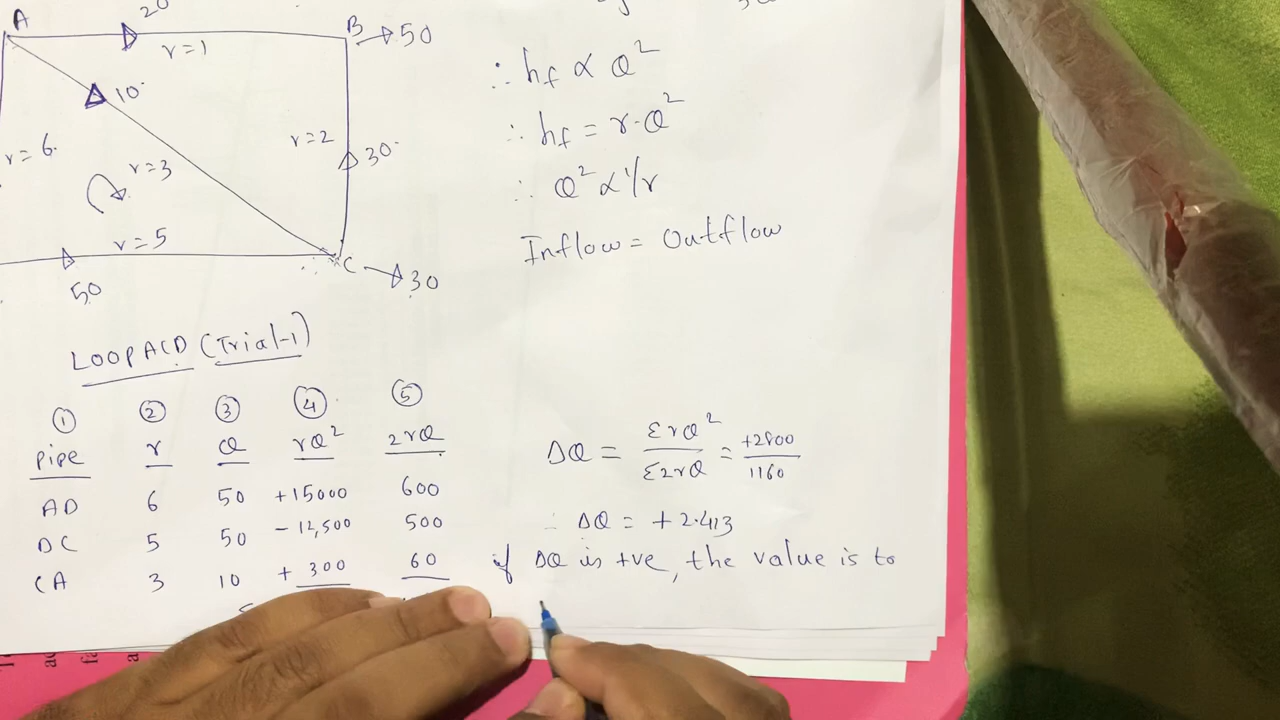 20
A
B
50
r=1
10
r=6
r=2
30
r=3
r=5
C
30
50
∴ hf ∝ Q²
∴ hf = r·Q²
∴ Q² ∝ 1/r
Inflow = Outflow
LOOP ACD (Trial-1)
① ② ③ ④ ⑤
Pipe r Q rQ² 2rQ
AD 6 50 +15000 600
DC 5 50 -12,500 500
CA 3 10 + 300 60
ΔQ = ΣrQ² / Σ2rQ = +2800 / 1160
∴ ΔQ = + 2.413
if ΔQ is +ve, the value is to